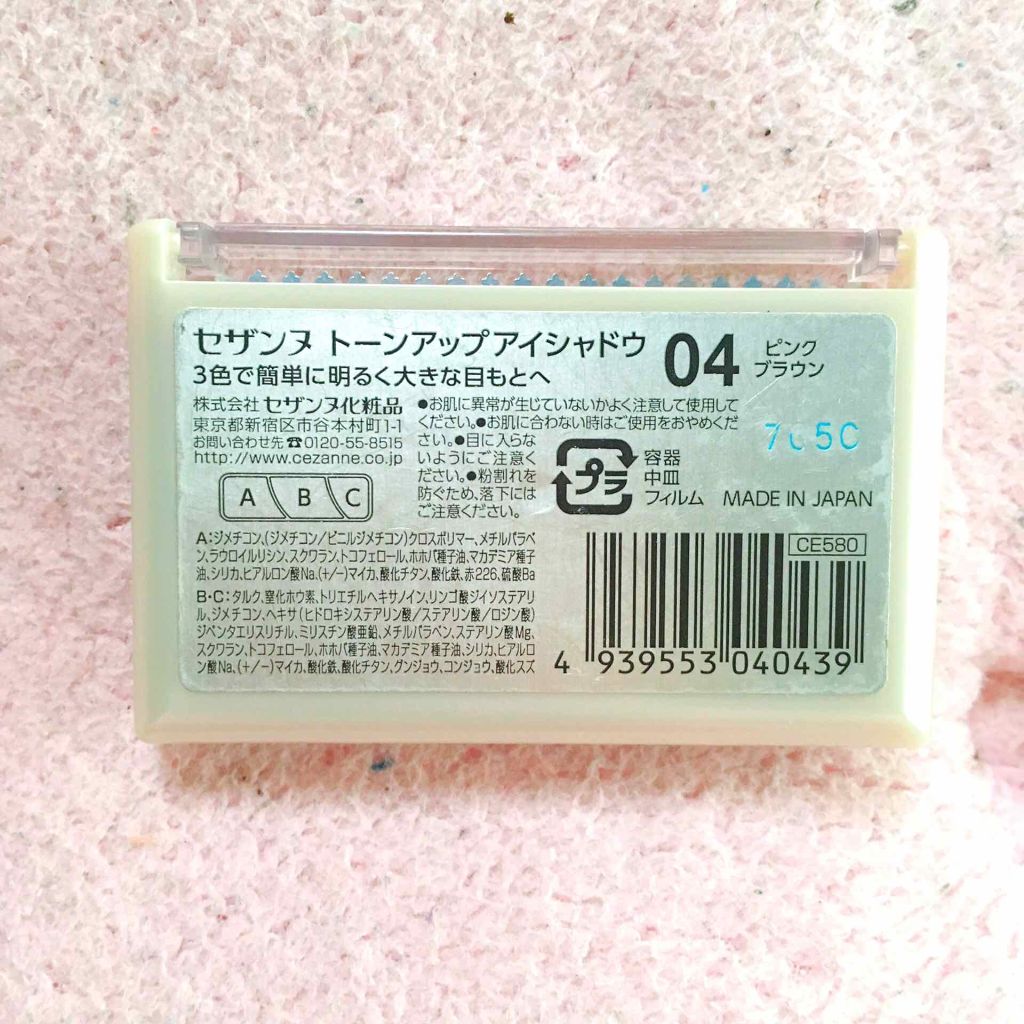 セザンヌ トーンアップアイシャドウ 04 ピンク
ブラウン
3色で簡単に明るく大きな目もとへ
株式会社 セザンヌ化粧品
東京都新宿区市谷本村町1-1
お問い合わせ先 ☎0120-55-8515
http://www.cezanne.co.jp
●お肌に異常が生じていないかよく注意して使用して
ください。●お肌に合わない時はご使用をおやめくだ
さい。●目に入らな
いようにご注意く
ださい。●粉割れを
防ぐため、落下には
ご注意ください。
プラ
容器
中皿
フィルム
MADE IN JAPAN
A B C
A:ジメチコン、(ジメチコン/ビニルジメチコン)クロスポリマー、メチルパラベ
ン、ラウロイルリシン、スクワラン、トコフェロール、ホホバ種子油、マカデミア種子
油、シリカ、ヒアルロン酸Na、(+/−)マイカ、酸化チタン、酸化鉄、赤226、硫酸Ba
B・C:タルク、窒化ホウ素、トリエチルヘキサノイン、リンゴ酸ジイソステアリ
ル、ジメチコン、ヘキサ(ヒドロキシステアリン酸/ステアリン酸/ロジン酸)
ジペンタエリスリチル、ミリスチン酸亜鉛、メチルパラベン、ステアリン酸Mg、
スクワラン、トコフェロール、ホホバ種子油、マカデミア種子油、シリカ、ヒアルロ
ン酸Na、(+/−)マイカ、酸化鉄、酸化チタン、グンジョウ、コンジョウ、酸化スズ
CE580
4 939553 040439